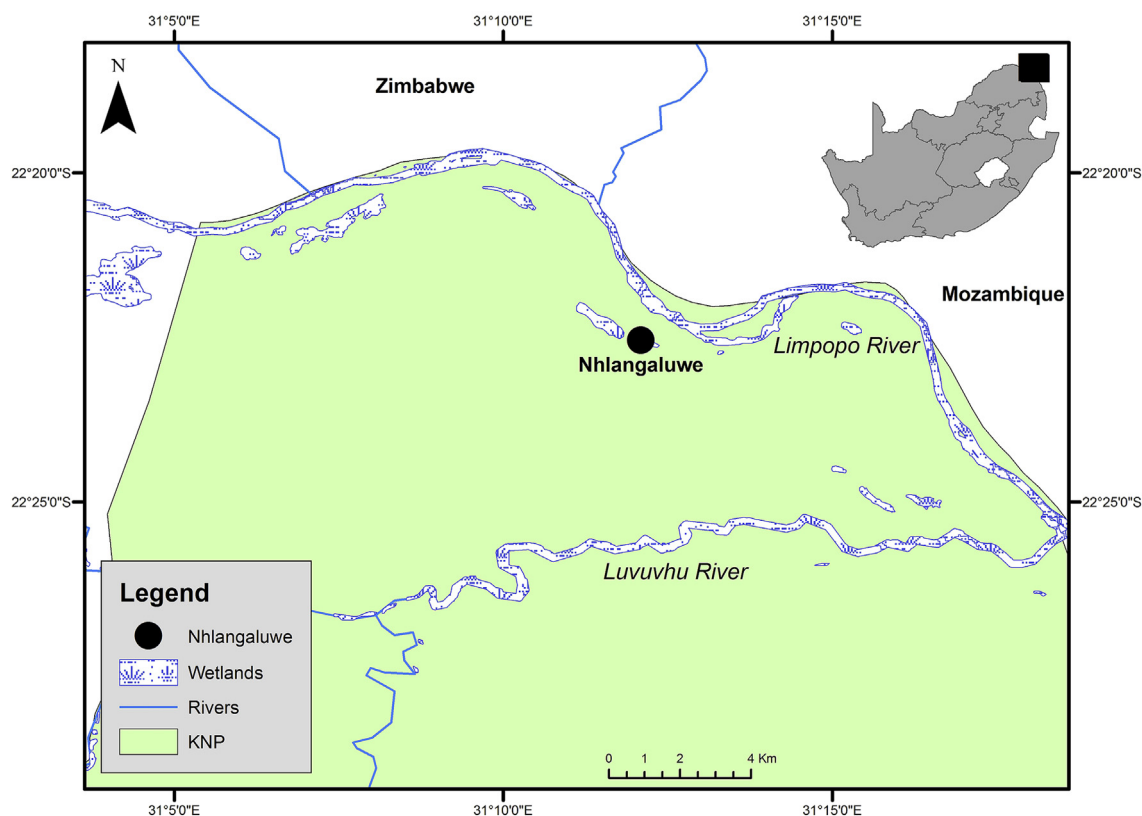 31°5'0"E
31°10'0"E
31°15'0"E
N
Zimbabwe
22°20'0"S
22°20'0"S
Mozambique
Limpopo River
Nhlangaluwe
22°25'0"S
22°25'0"S
Luvuvhu River
Legend
Nhlangaluwe
Wetlands
Rivers
KNP
0 1 2 4 Km
31°5'0"E
31°10'0"E
31°15'0"E